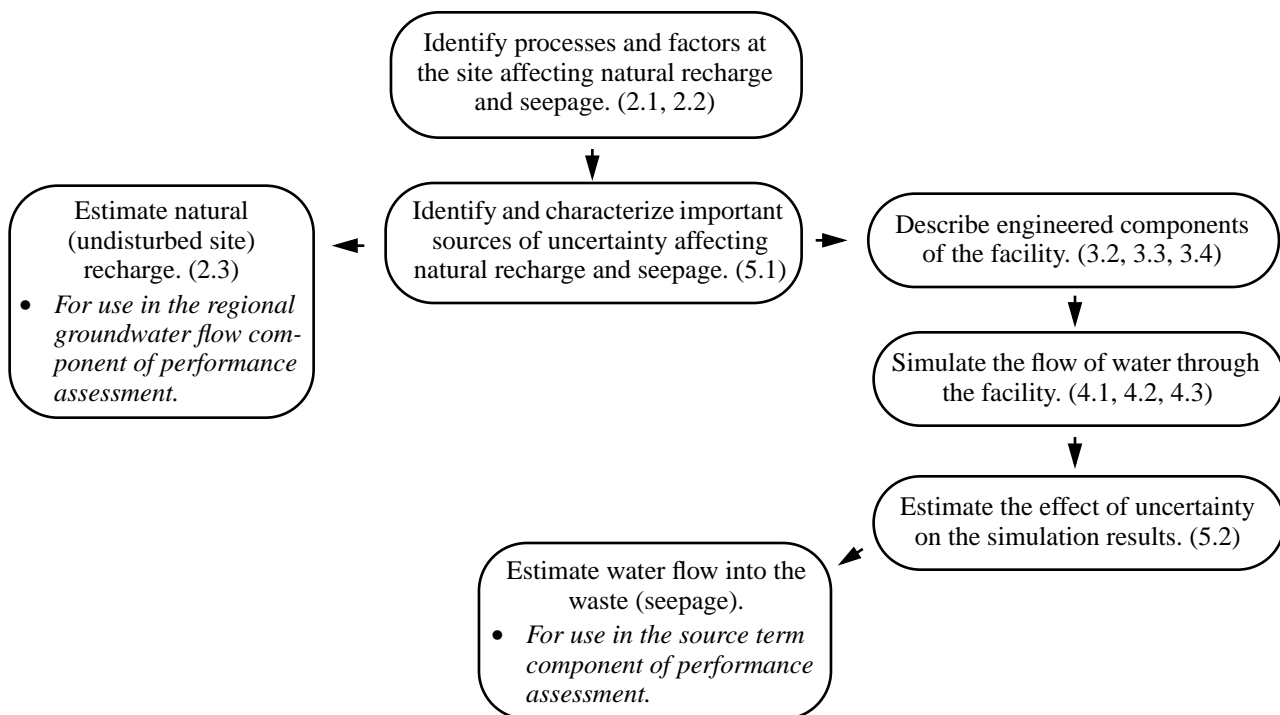 Identify processes and factors at
the site affecting natural recharge
and seepage. (2.1, 2.2)
Estimate natural
(undisturbed site)
recharge. (2.3)
• For use in the regional
groundwater flow com-
ponent of performance
assessment.
Identify and characterize important
sources of uncertainty affecting
natural recharge and seepage. (5.1)
Describe engineered components
of the facility. (3.2, 3.3, 3.4)
Simulate the flow of water through
the facility. (4.1, 4.2, 4.3)
Estimate the effect of uncertainty
on the simulation results. (5.2)
Estimate water flow into the
waste (seepage).
• For use in the source term
component of performance
assessment.